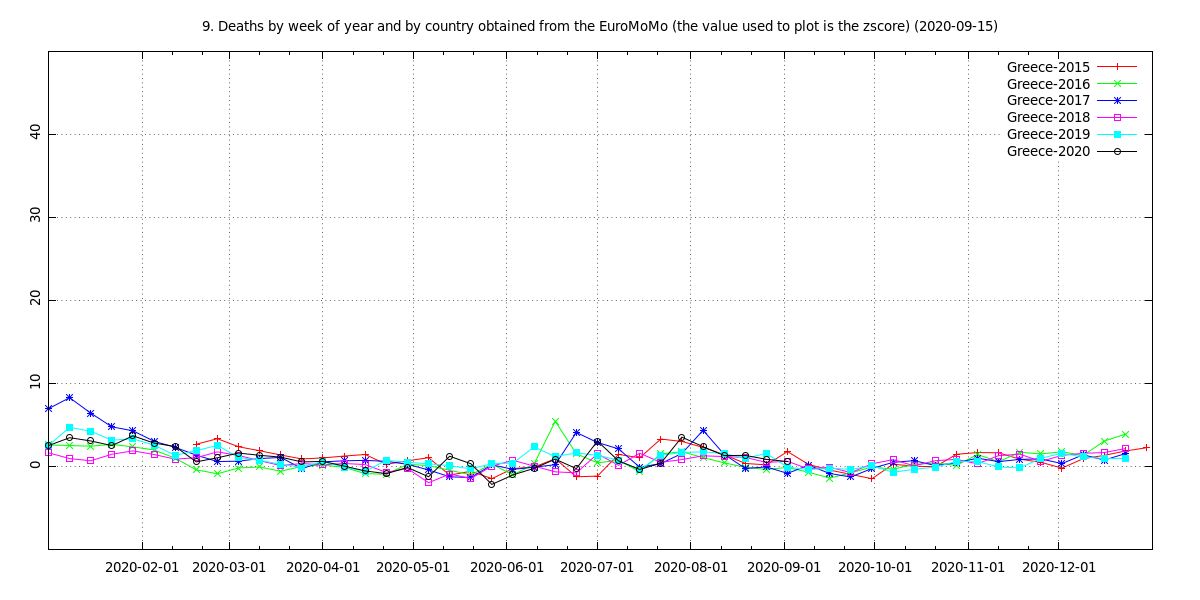 9. Deaths by week of year and by country obtained from the EuroMoMo (the value used to plot is the zscore) (2020-09-15)
Greece-2015
Greece-2016
Greece-2017
Greece-2018
Greece-2019
Greece-2020
40
30
20
10
0
2020-02-01 2020-03-01 2020-04-01 2020-05-01 2020-06-01 2020-07-01 2020-08-01 2020-09-01 2020-10-01 2020-11-01 2020-12-01